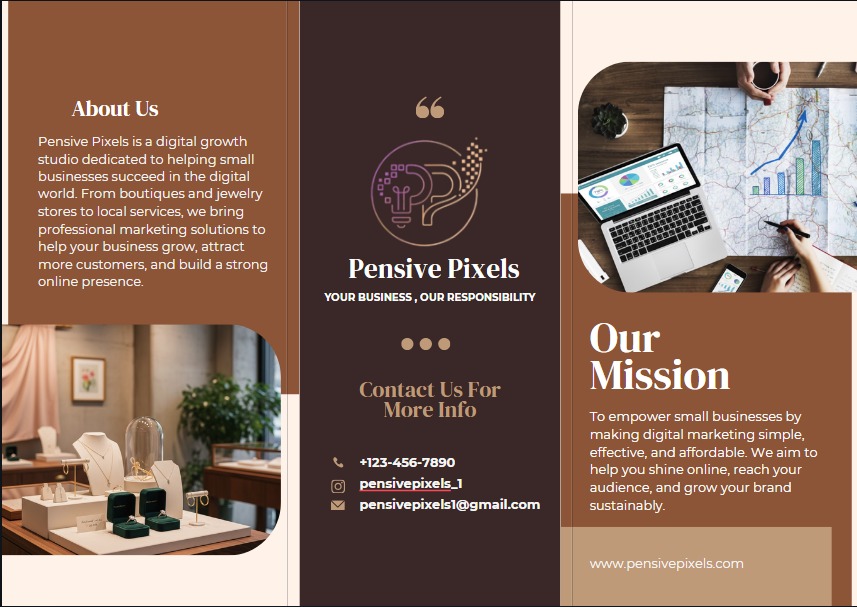 About Us
Pensive Pixels is a digital growth
studio dedicated to helping small
businesses succeed in the digital
world. From boutiques and jewelry
stores to local services, we bring
professional marketing solutions to
help your business grow, attract
more customers, and build a strong
online presence.
“
PP
Pensive Pixels
YOUR BUSINESS , OUR RESPONSIBILITY
Contact Us For
More Info
+123-456-7890
pensivepixels_1
pensivepixels1@gmail.com
Our
Mission
To empower small businesses by
making digital marketing simple,
effective, and affordable. We aim to
help you shine online, reach your
audience, and grow your brand
sustainably.
www.pensivepixels.com